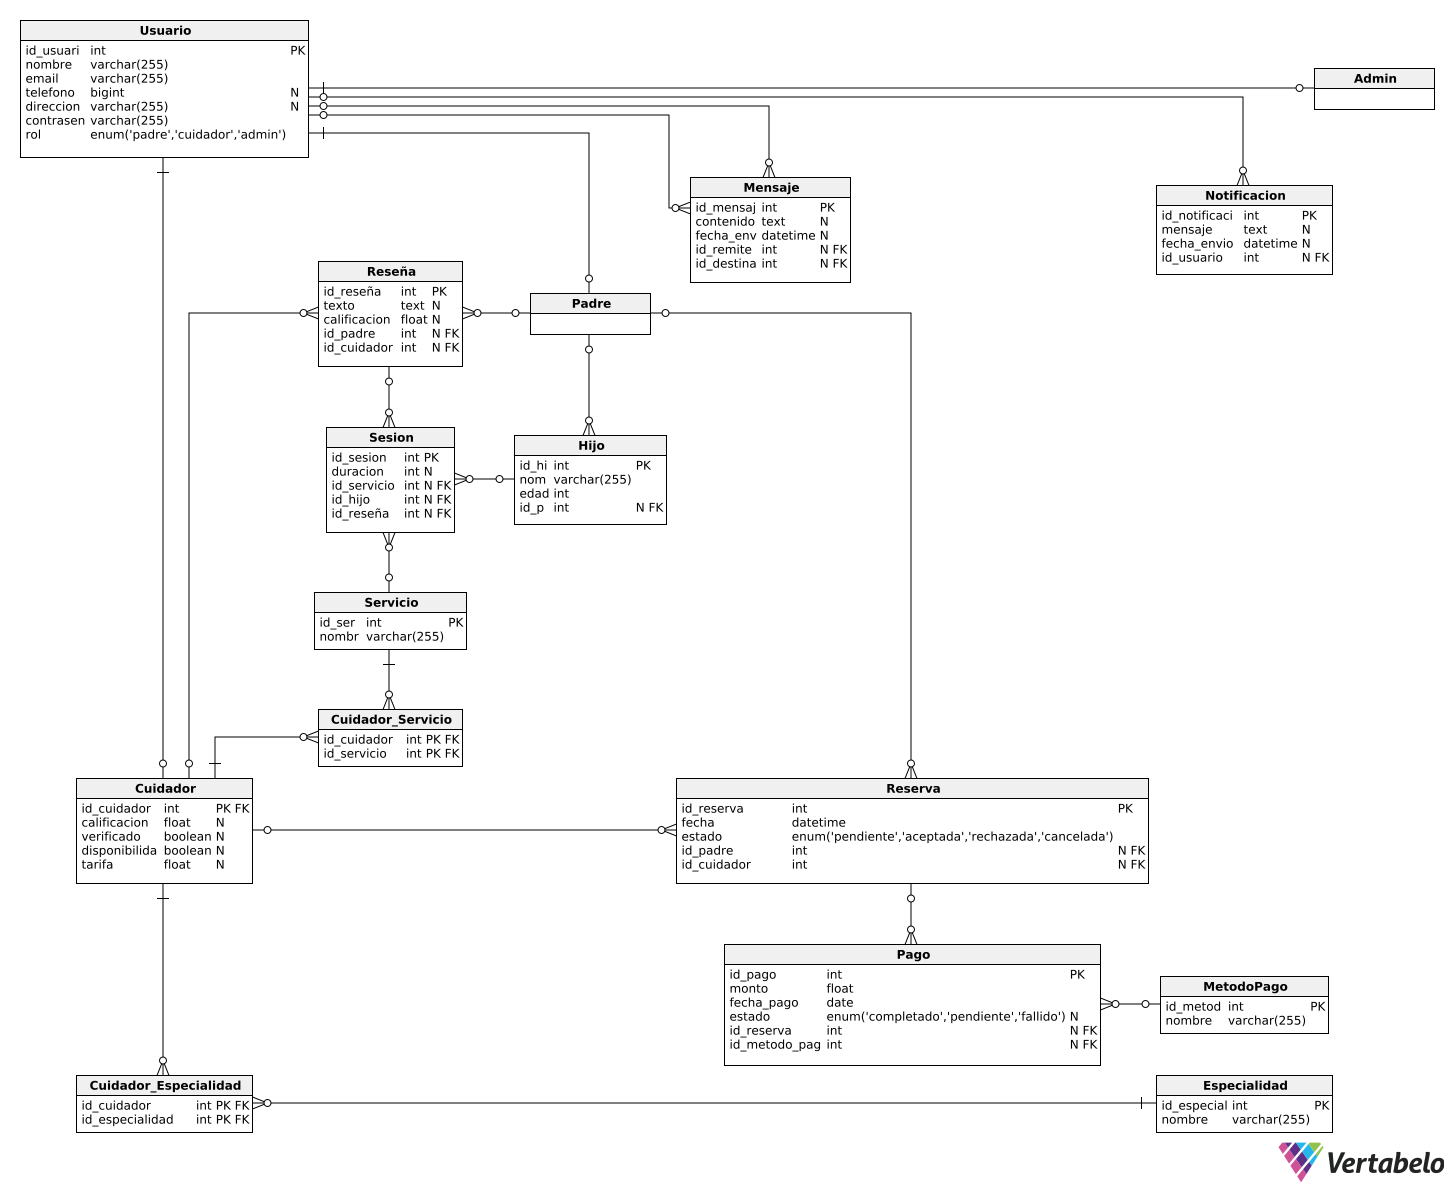 Usuario
id_usuari int PK
nombre varchar(255)
email varchar(255)
telefono bigint N
direccion varchar(255) N
contrasen varchar(255)
rol enum('padre','cuidador','admin')
Admin
Mensaje
id_mensaj int PK
contenido text N
fecha_env datetime N
id_remite int N FK
id_destina int N FK
Notificacion
id_notificaci int PK
mensaje text N
fecha_envio datetime N
id_usuario int N FK
Reseña
id_reseña int PK
texto text N
calificacion float N
id_padre int N FK
id_cuidador int N FK
Padre
Sesion
id_sesion int PK
duracion int N
id_servicio int N FK
id_hijo int N FK
id_reseña int N FK
Hijo
id_hi int PK
nom varchar(255)
edad int
id_p int N FK
Servicio
id_ser int PK
nombr varchar(255)
Cuidador_Servicio
id_cuidador int PK FK
id_servicio int PK FK
Cuidador
id_cuidador int PK FK
calificacion float N
verificado boolean N
disponibilida boolean N
tarifa float N
Reserva
id_reserva int PK
fecha datetime
estado enum('pendiente','aceptada','rechazada','cancelada')
id_padre int N FK
id_cuidador int N FK
Pago
id_pago int PK
monto float
fecha_pago date
estado enum('completado','pendiente','fallido') N
id_reserva int N FK
id_metodo_pag int N FK
MetodoPago
id_metod int PK
nombre varchar(255)
Cuidador_Especialidad
id_cuidador int PK FK
id_especialidad int PK FK
Especialidad
id_especial int PK
nombre varchar(255)
Vertabelo